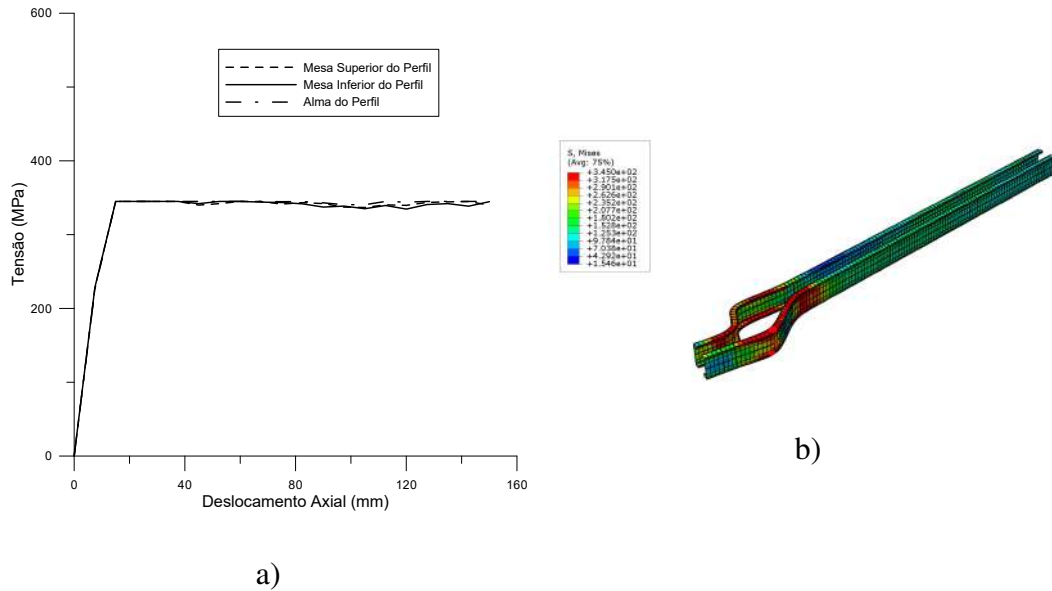 600
400
200
0
Tensão (MPa)
Mesa Superior do Perfil
Mesa Inferior do Perfil
Alma do Perfil
0 40 80 120 160
Deslocamento Axial (mm)
a)
S, Mises
(Avg: 75%)
+3.450e+02
+3.175e+02
+2.901e+02
+2.626e+02
+2.352e+02
+2.077e+02
+1.802e+02
+1.528e+02
+1.253e+02
+9.784e+01
+7.038e+01
+4.292e+01
+1.546e+01
b)